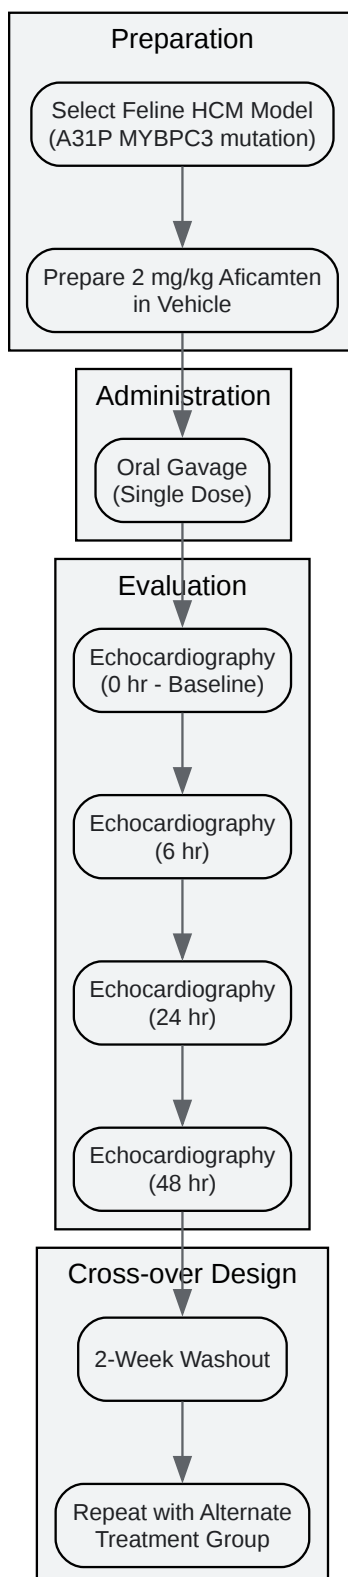 Preparation
Select Feline HCM Model
(A31P MYBPC3 mutation)
Prepare 2 mg/kg Aficamten
in Vehicle
Administration
Oral Gavage
(Single Dose)
Evaluation
Echocardiography
(0 hr - Baseline)
Echocardiography
(6 hr)
Echocardiography
(24 hr)
Echocardiography
(48 hr)
Cross-over Design
2-Week Washout
Repeat with Alternate
Treatment Group